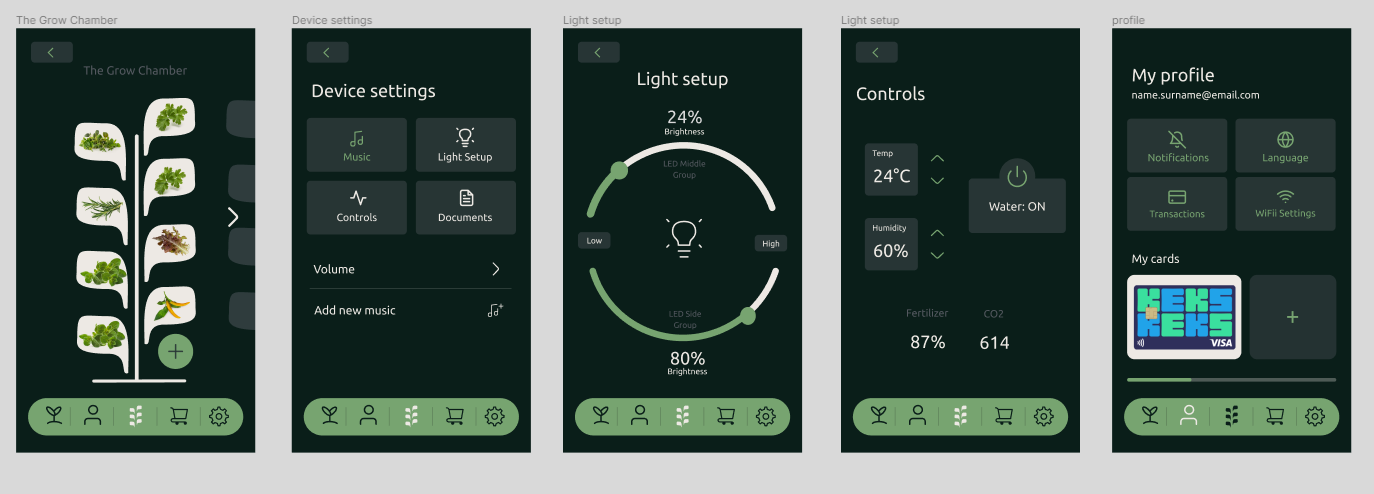 The Grow Chamber
The Grow Chamber
Device settings
Device settings
Music
Light Setup
Controls
Documents
Volume
Add new music
Light setup
Light setup
24%
Brightness
LED Middle
Group
Low
High
LED Side
Group
80%
Brightness
Light setup
Controls
Temp
24°C
Water: ON
Humidity
60%
Fertilizer
CO2
87%
614
profile
My profile
name.surname@email.com
Notifications
Language
Transactions
WiFii Settings
My cards
KEKS
KEKS
VISA